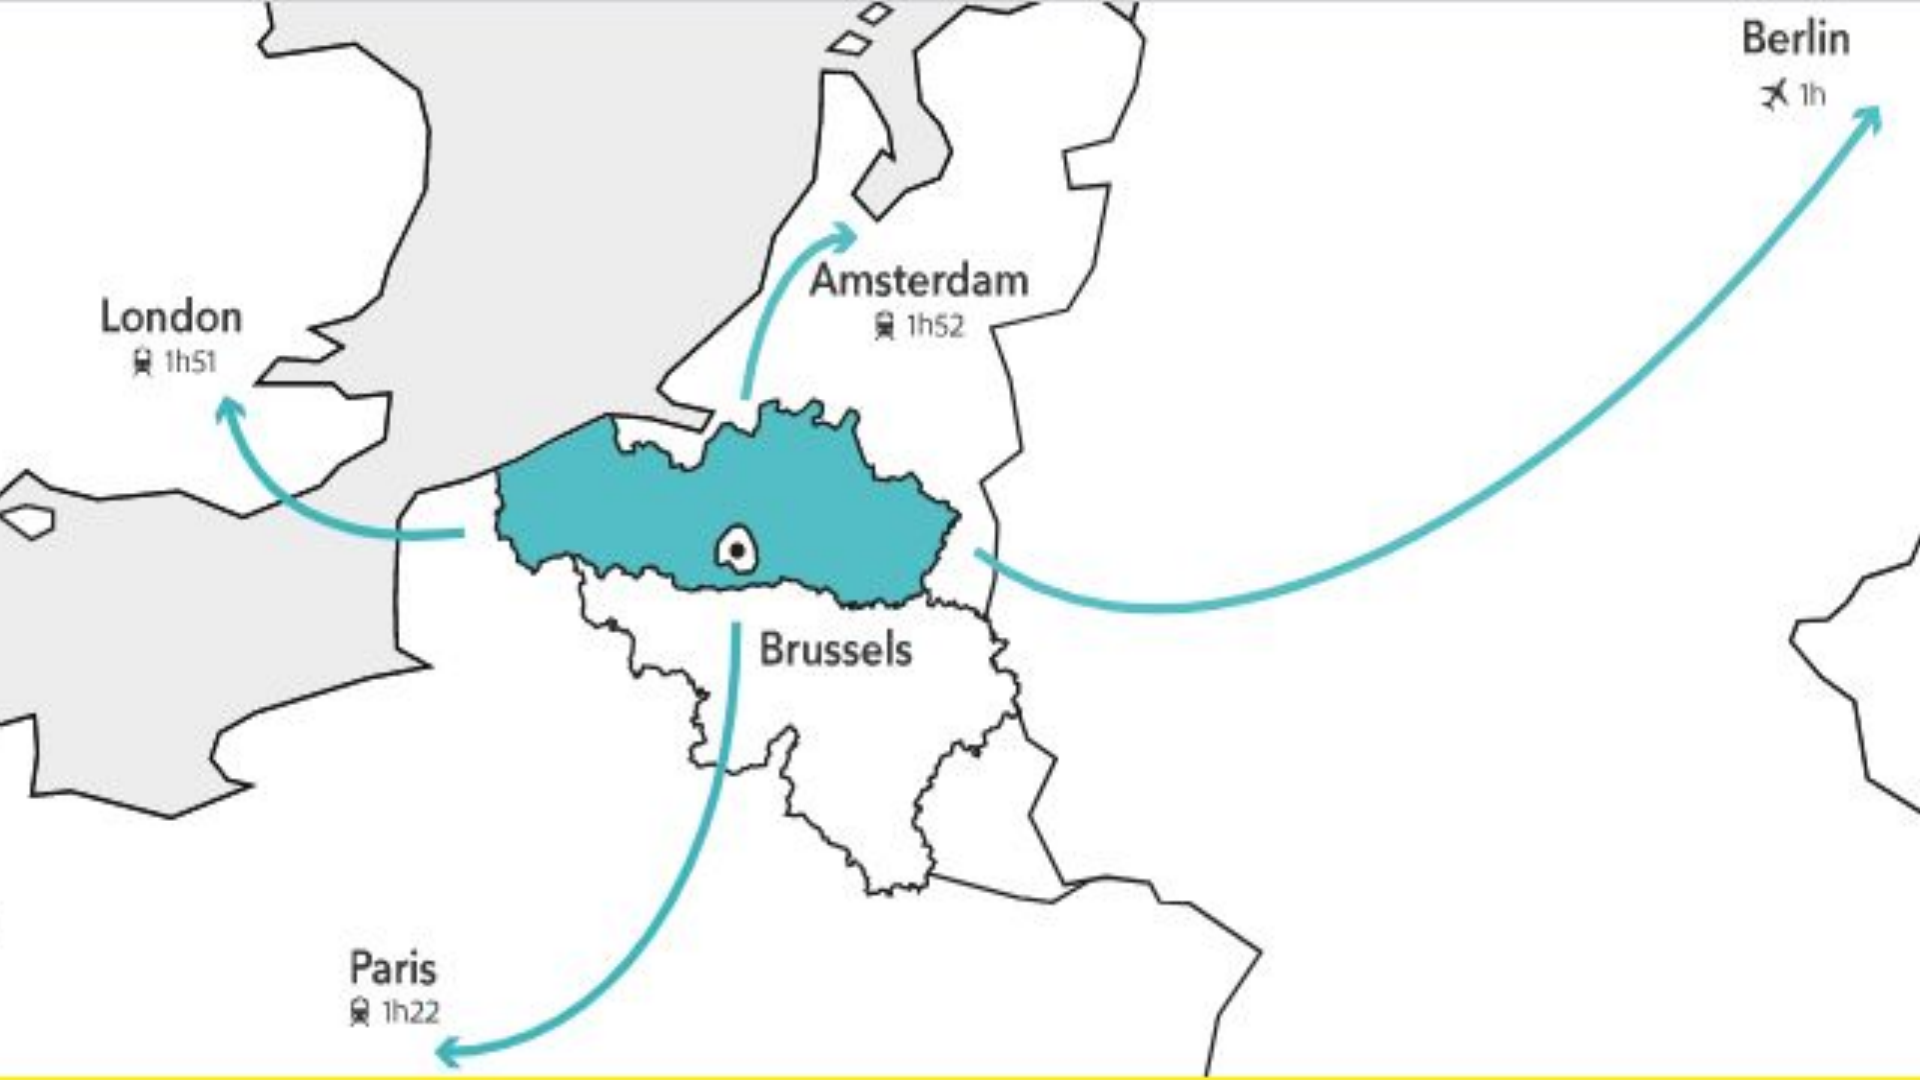 Berlin
1h
Amsterdam
1h52
London
1h51
Brussels
Paris
1h22